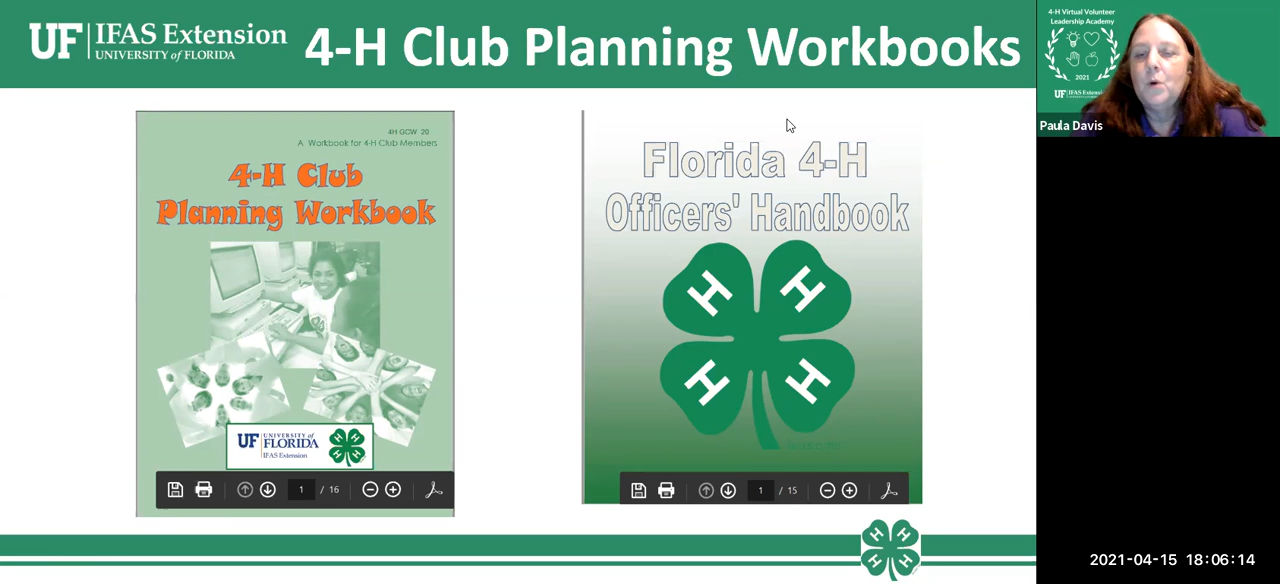 UF IFAS Extension
UNIVERSITY of FLORIDA
4-H Club Planning Workbooks
4H GCW 20
A Workbook for 4-H Club Members
4-H Club
Planning Workbook
UF UNIVERSITY of
FLORIDA
IFAS Extension
1 / 16
Florida 4-H
Officers' Handbook
H H
H H
1 / 15
H H
H H
4-H Virtual Volunteer
Leadership Academy
2021
UF IFAS
Paula Davis
2021-04-15 18:06:14